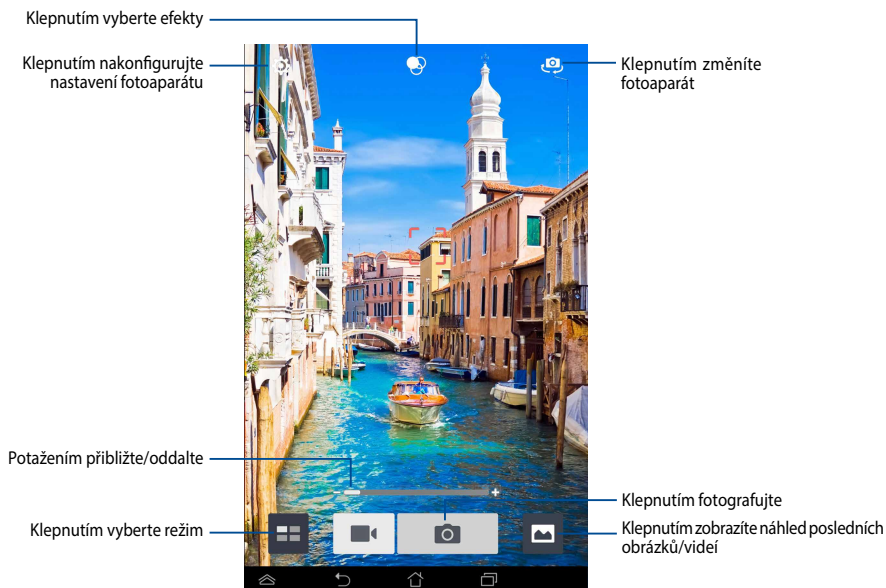 Klepnutím vyberte efekty
Klepnutím nakonfigurujte
nastavení fotoaparátu
Klepnutím změníte
fotoaparát
Potažením přibližte/oddalte
Klepnutím vyberte režim
Klepnutím fotografujte
Klepnutím zobrazíte náhled posledních
obrázků/videí